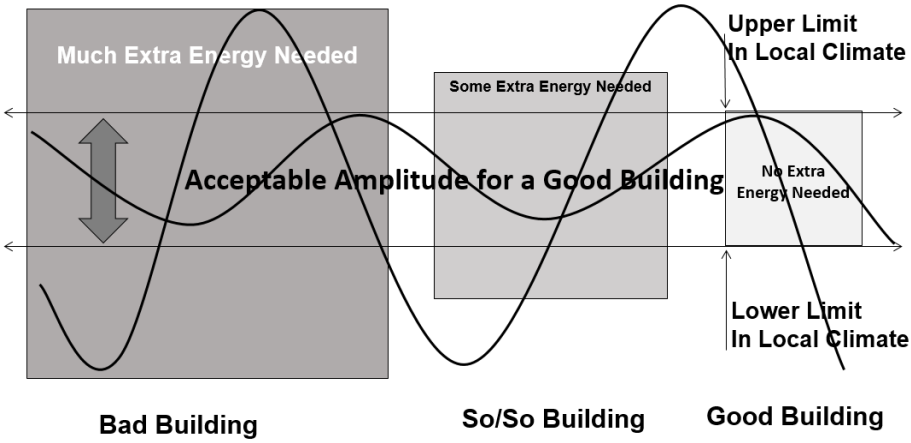 Upper Limit
In Local Climate
Much Extra Energy Needed
Some Extra Energy Needed
Acceptable Amplitude for a Good Building
No Extra
Energy Needed
Lower Limit
In Local Climate
Bad Building
So/So Building
Good Building